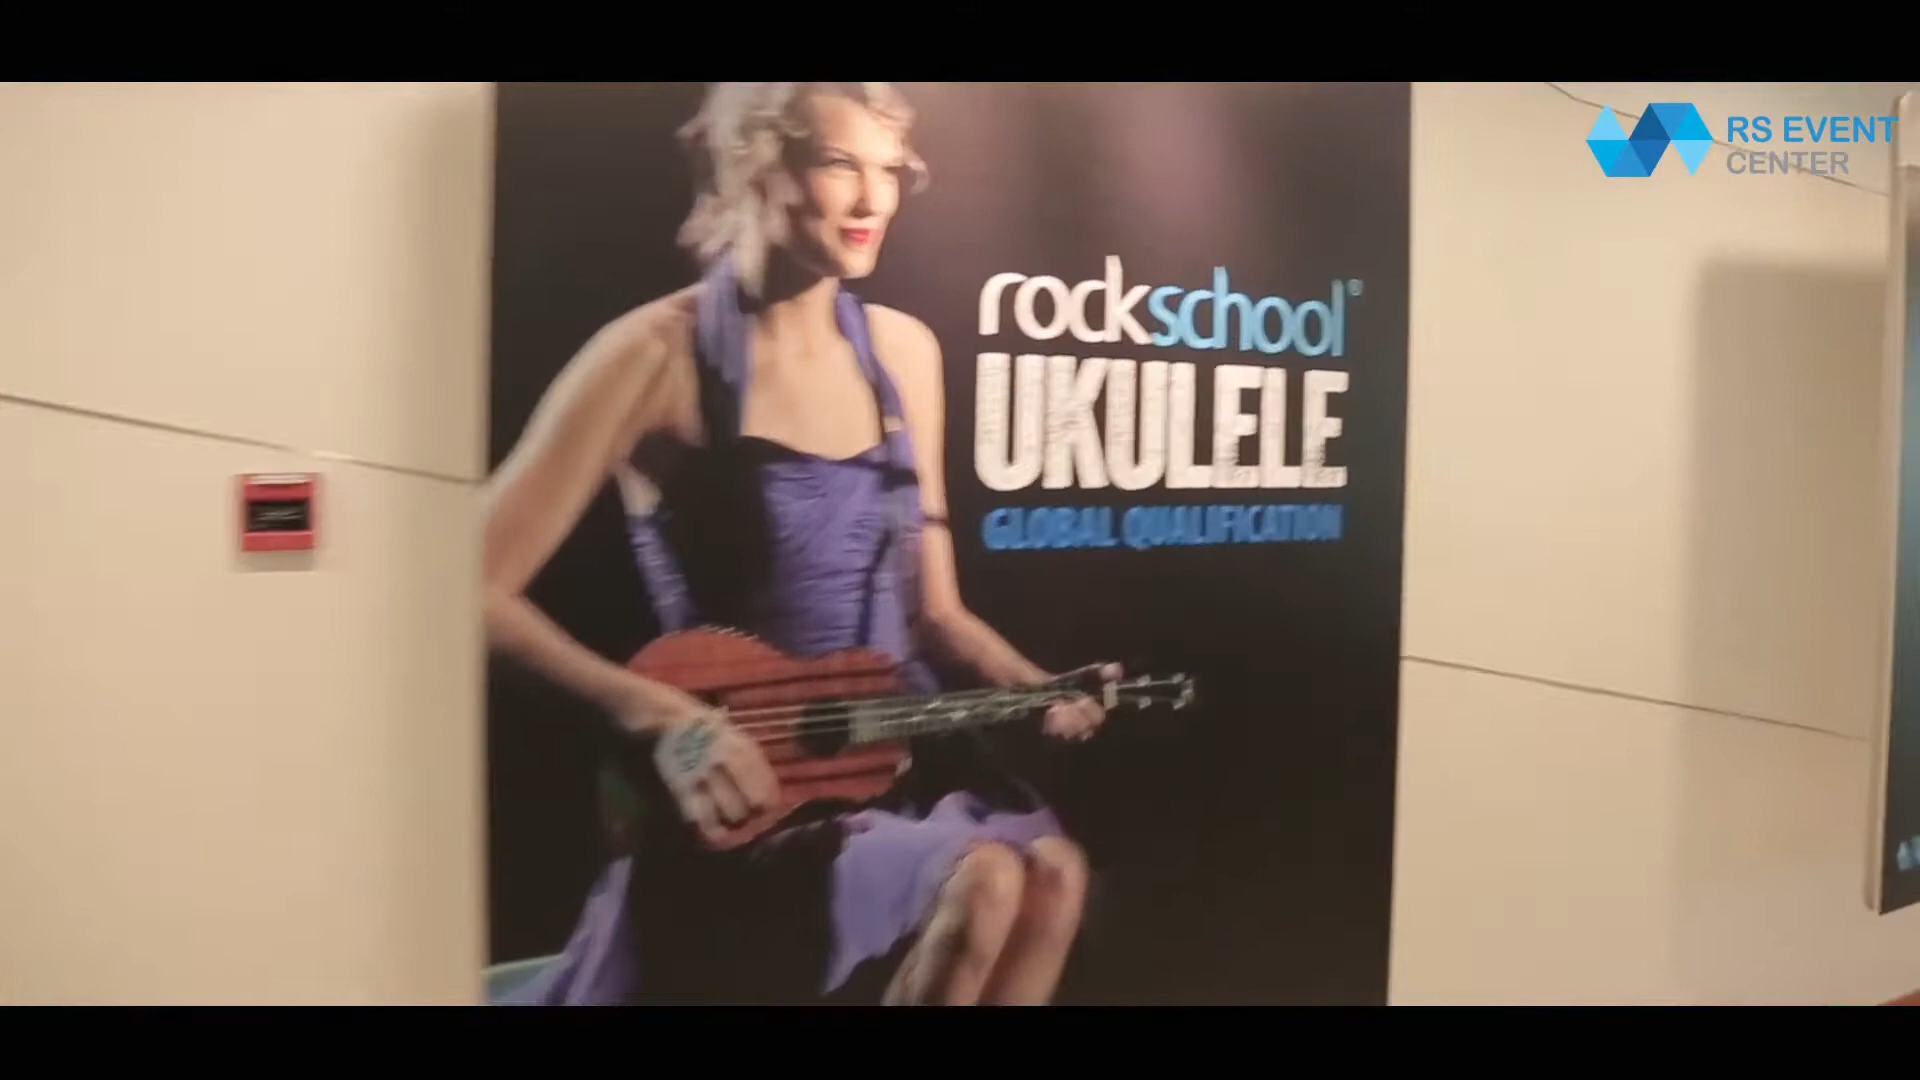 RS EVENT
CENTER
rockschool®
UKULELE
GLOBAL QUALIFICATION